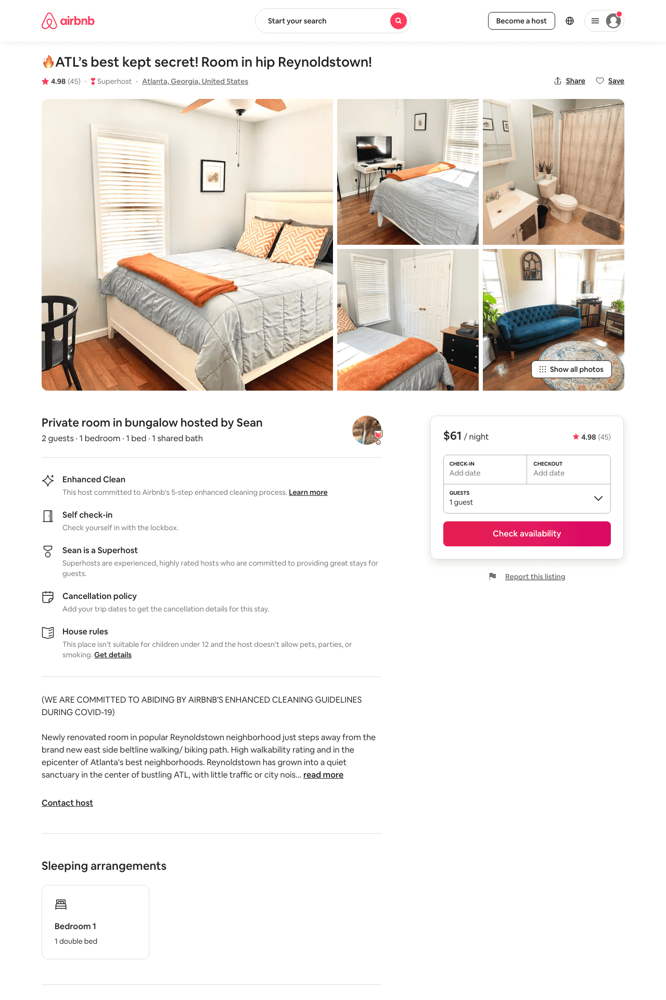 airbnb
Start your search
Become a host
🔥ATL’s best kept secret! Room in hip Reynoldstown!
4.98 (45) · Superhost · Atlanta, Georgia, United States
Share
Save
Show all photos
Private room in bungalow hosted by Sean
2 guests · 1 bedroom · 1 bed · 1 shared bath
Enhanced Clean
This host committed to Airbnb's 5-step enhanced cleaning process. Learn more
Self check-in
Check yourself in with the lockbox.
Sean is a Superhost
Superhosts are experienced, highly rated hosts who are committed to providing great stays for
guests.
Cancellation policy
Add your trip dates to get the cancellation details for this stay.
House rules
This place isn’t suitable for children under 12 and the host doesn’t allow pets, parties, or
smoking. Get details
(WE ARE COMMITTED TO ABIDING BY AIRBNB'S ENHANCED CLEANING GUIDELINES
DURING COVID-19)
Newly renovated room in popular Reynoldstown neighborhood just steps away from the
brand new east side beltline walking/ biking path. High walkability rating and in the
epicenter of Atlanta's best neighborhoods. Reynoldstown has grown into a quiet
sanctuary in the center of bustling ATL, with little traffic or city nois... read more
Contact host
Sleeping arrangements
Bedroom 1
1 double bed
$61 / night
4.98 (45)
CHECK-IN
Add date
CHECKOUT
Add date
GUESTS
1 guest
Check availability
Report this listing